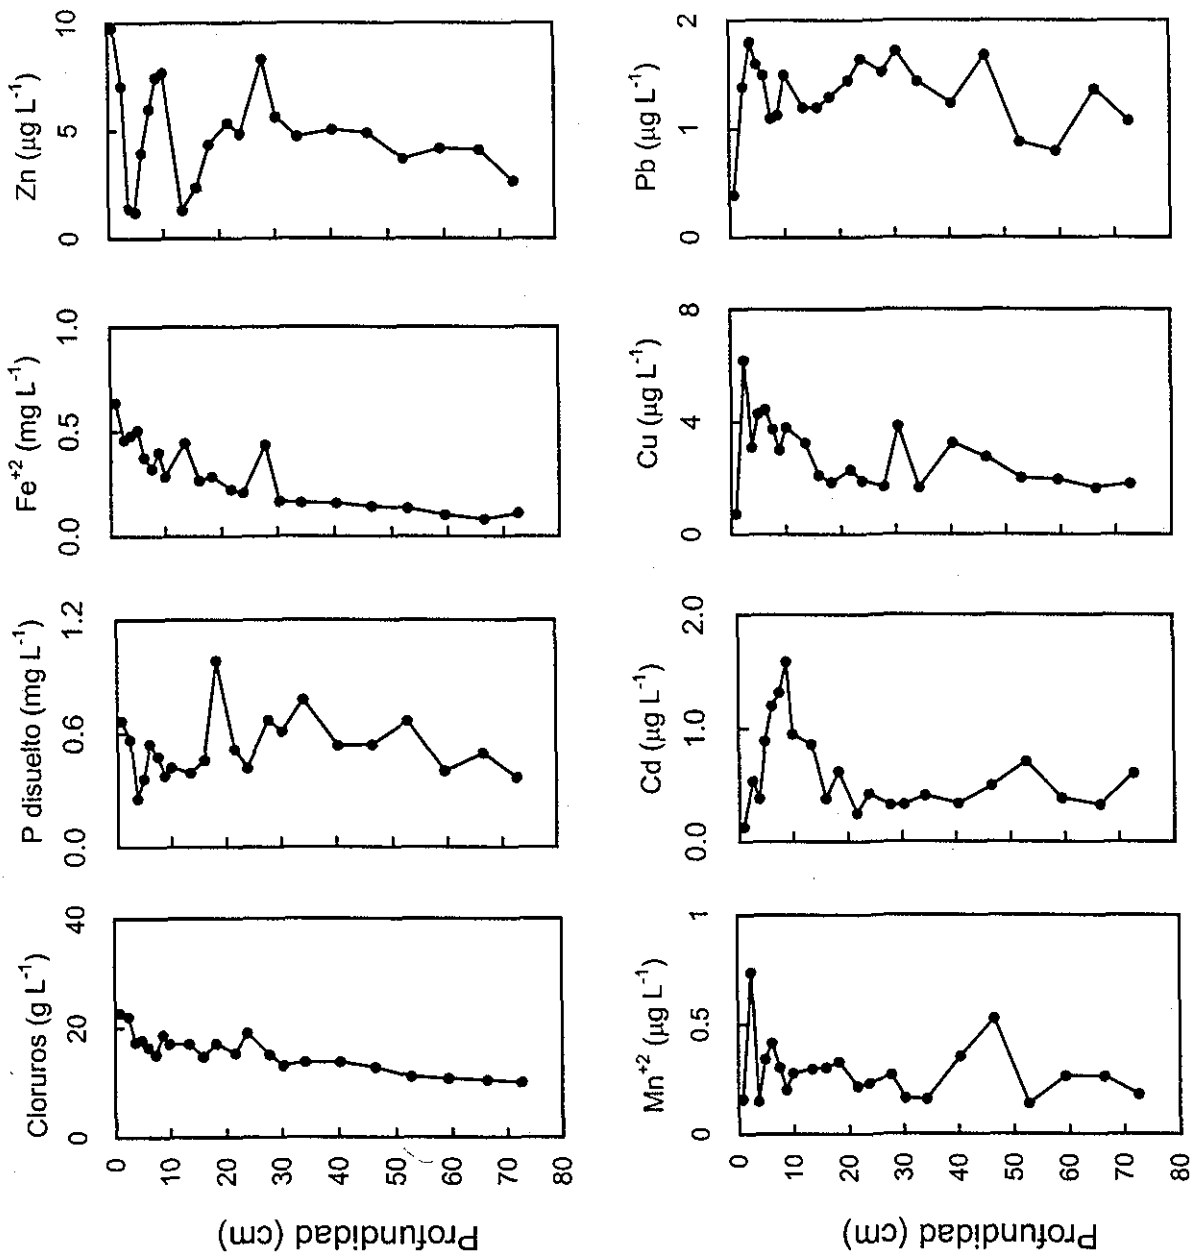 Cloruros (g L⁻¹)
P disuelto (mg L⁻¹)
Fe⁺² (mg L⁻¹)
Zn (µg L⁻¹)
0 20 40
0.0 0.6 1.2
0.0 0.5 1.0
0 5 10
Profundidad (cm)
0
10
20
30
40
50
60
70
80
Mn⁺² (µg L⁻¹)
Cd (µg L⁻¹)
Cu (µg L⁻¹)
Pb (µg L⁻¹)
0 0.5 1
0.0 1.0 2.0
0 4 8
0 1 2
Profundidad (cm)
0
10
20
30
40
50
60
70
80